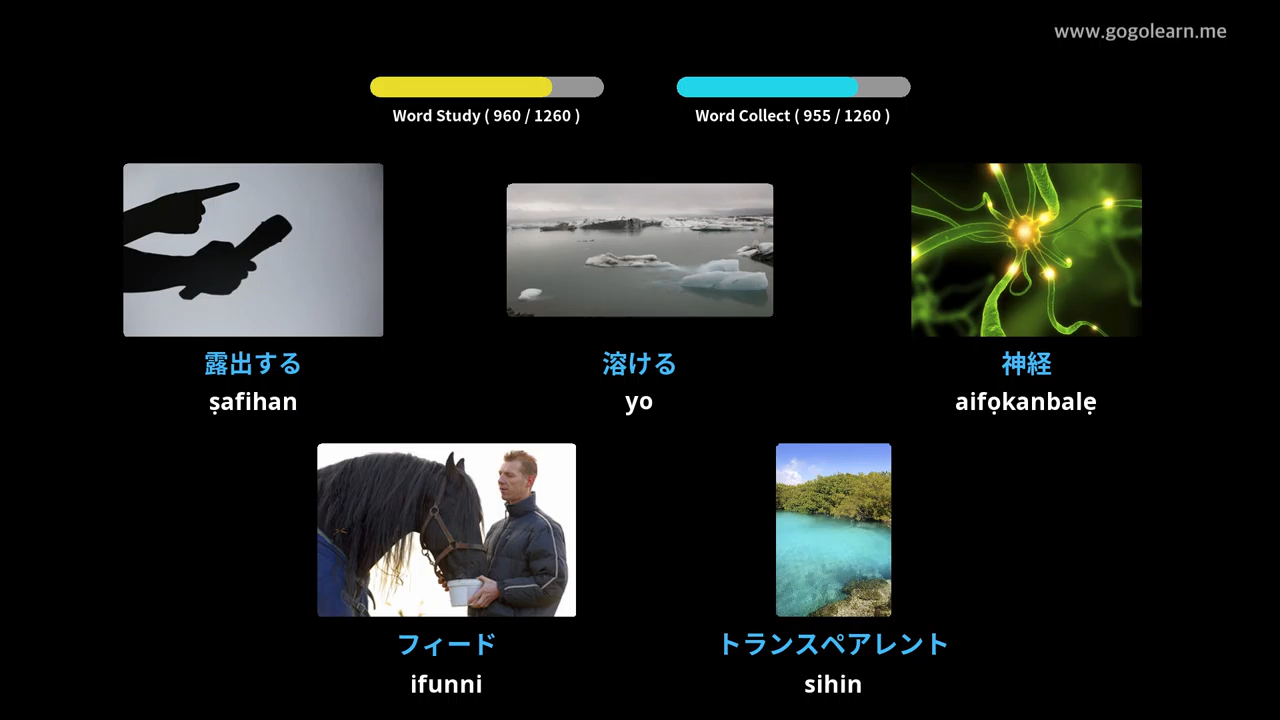 www.gogolearn.me
Word Study ( 960 / 1260 )
Word Collect ( 955 / 1260 )
露出する
溶ける
神経
ṣafihan
yo
aifọkanbalẹ
フィード
トランスペアレント
ifunni
sihin